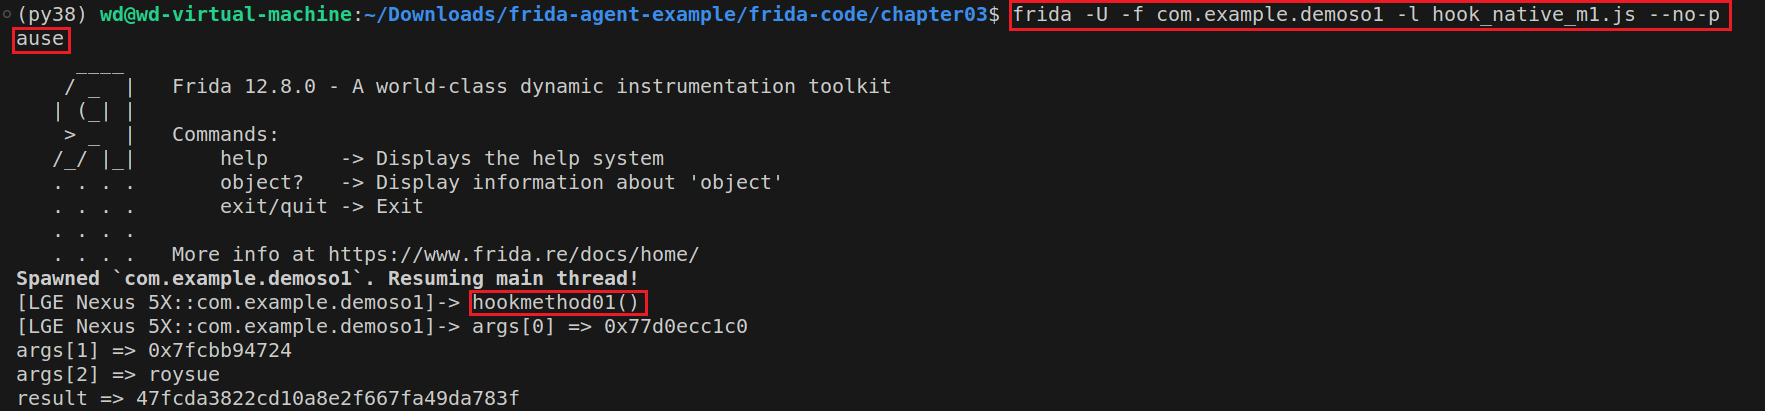 (py38) wd@wd-virtual-machine:~/Downloads/frida-agent-example/frida-code/chapter03$ frida -U -f com.example.demoso1 -l hook_native_m1.js --no-p
ause
     ____
    / _  |   Frida 12.8.0 - A world-class dynamic instrumentation toolkit
   | (_| |
    > _  |   Commands:
   /_/ |_|       help      -> Displays the help system
   . . . .       object?   -> Display information about 'object'
   . . . .       exit/quit -> Exit
   . . . .
   . . . .   More info at https://www.frida.re/docs/home/
Spawned `com.example.demoso1`. Resuming main thread!
[LGE Nexus 5X::com.example.demoso1]-> hookmethod01()
[LGE Nexus 5X::com.example.demoso1]-> args[0] => 0x77d0ecc1c0
args[1] => 0x7fcbb94724
args[2] => roysue
result => 47fcda3822cd10a8e2f667fa49da783f